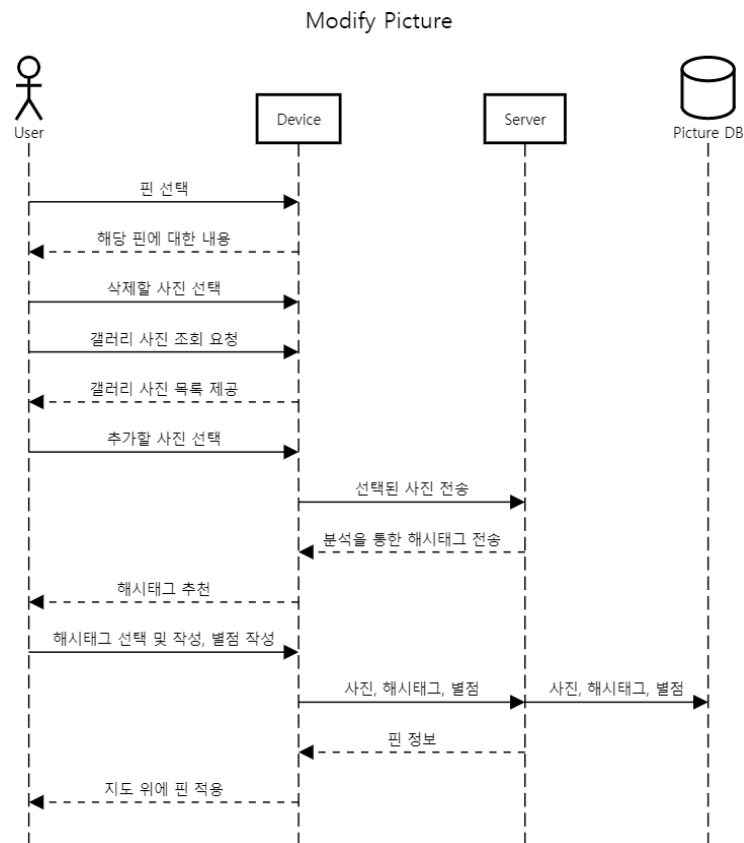 Modify Picture
User
Device
Server
Picture DB
핀 선택
해당 핀에 대한 내용
삭제할 사진 선택
갤러리 사진 조회 요청
갤러리 사진 목록 제공
추가할 사진 선택
선택된 사진 전송
분석을 통한 해시태그 전송
해시태그 추천
해시태그 선택 및 작성, 별점 작성
사진, 해시태그, 별점
사진, 해시태그, 별점
핀 정보
지도 위에 핀 적용